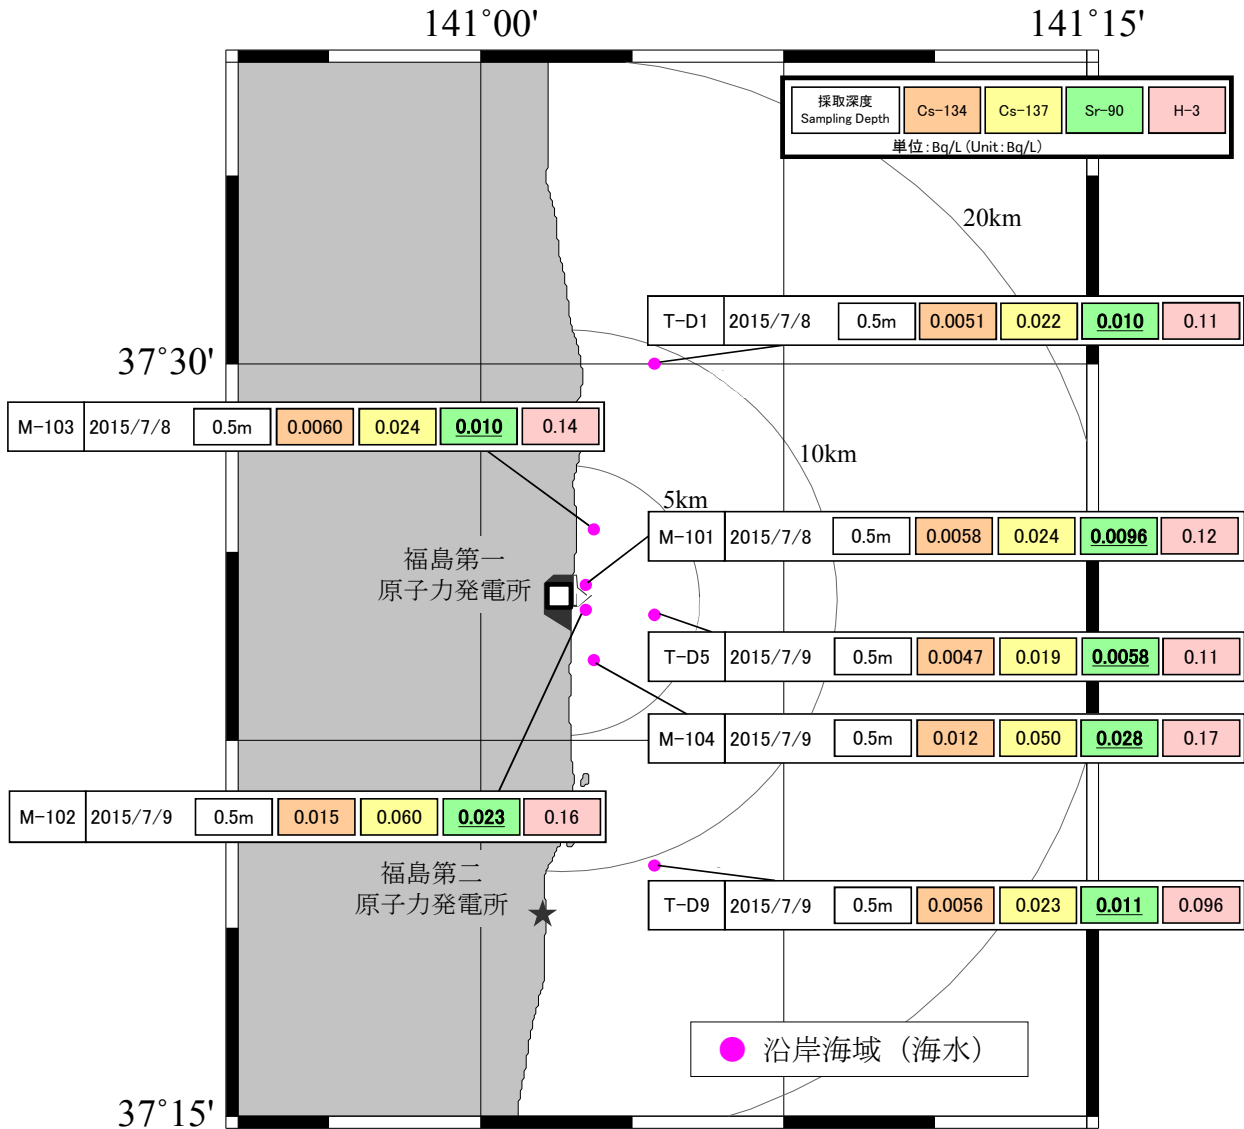 141°00'
141°15'
採取深度
Sampling Depth
Cs-134
Cs-137
Sr-90
H-3
単位:Bq/L (Unit:Bq/L)
20km
T-D1 2015/7/8 0.5m 0.0051 0.022 0.010 0.11
37°30'
M-103 2015/7/8 0.5m 0.0060 0.024 0.010 0.14
10km
5km
M-101 2015/7/8 0.5m 0.0058 0.024 0.0096 0.12
福島第一
原子力発電所
T-D5 2015/7/9 0.5m 0.0047 0.019 0.0058 0.11
M-104 2015/7/9 0.5m 0.012 0.050 0.028 0.17
M-102 2015/7/9 0.5m 0.015 0.060 0.023 0.16
福島第二
原子力発電所
T-D9 2015/7/9 0.5m 0.0056 0.023 0.011 0.096
沿岸海域（海水）
37°15'